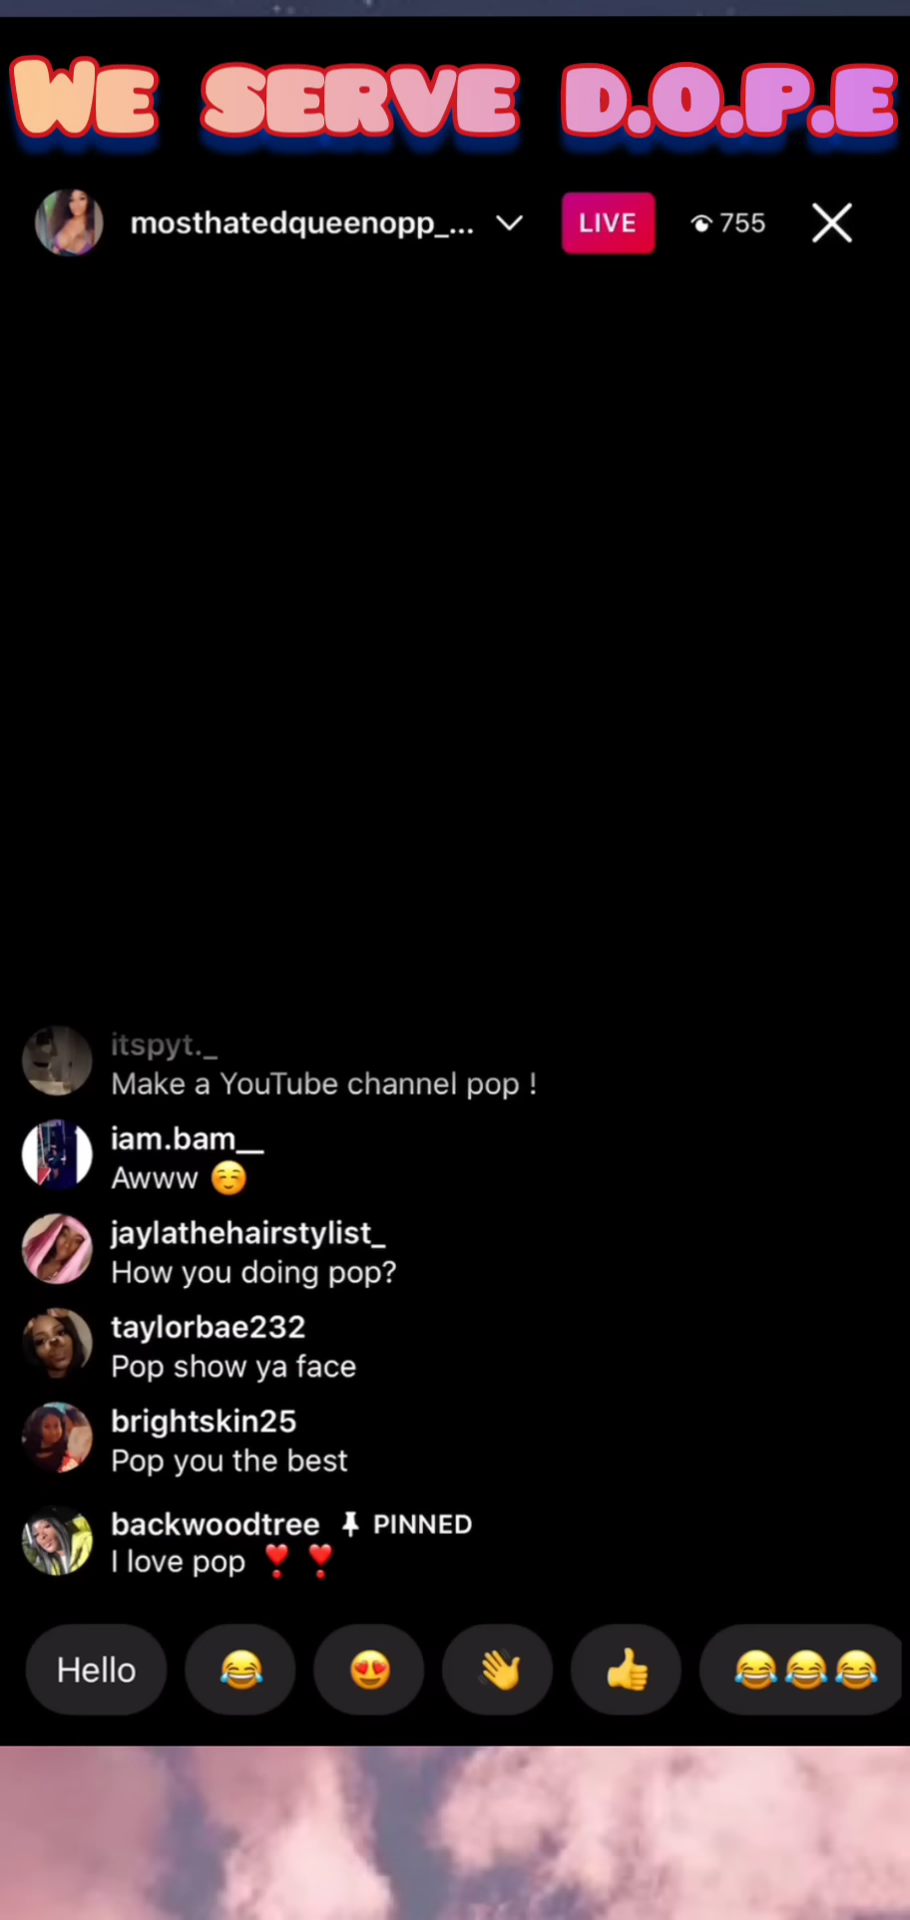 WE SERVE D.O.P.E
mosthatedqueenopp_... LIVE 755
itspyt._
Make a YouTube channel pop !
iam.bam__
Awww ☺️
jaylathehairstylist_
How you doing pop?
taylorbae232
Pop show ya face
brightskin25
Pop you the best
backwoodtree PINNED
I love pop ❣️❣️
Hello 😂 😍 👋 👍 😂😂😂